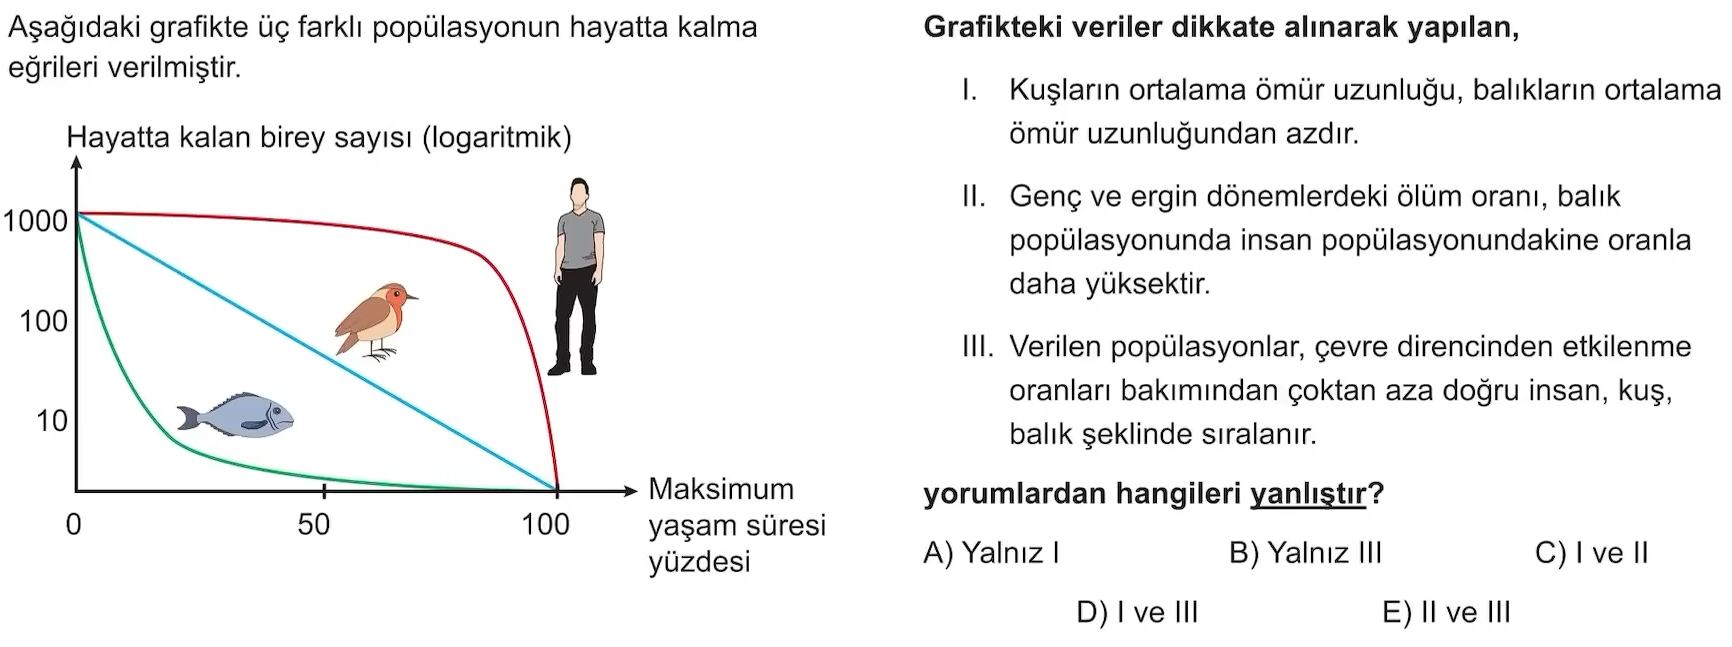 Aşağıdaki grafikte üç farklı popülasyonun hayatta kalma
eğrileri verilmiştir.
Hayatta kalan birey sayısı (logaritmik)
1000
100
10
0
50
100
Maksimum
yaşam süresi
yüzdesi
Grafikteki veriler dikkate alınarak yapılan,
I. Kuşların ortalama ömür uzunluğu, balıkların ortalama
ömür uzunluğundan azdır.
II. Genç ve ergin dönemlerdeki ölüm oranı, balık
popülasyonunda insan popülasyonundakine oranla
daha yüksektir.
III. Verilen popülasyonlar, çevre direncinden etkilenme
oranları bakımından çoktan aza doğru insan, kuş,
balık şeklinde sıralanır.
yorumlardan hangileri yanlıştır?
A) Yalnız I B) Yalnız III C) I ve II
D) I ve III E) II ve III